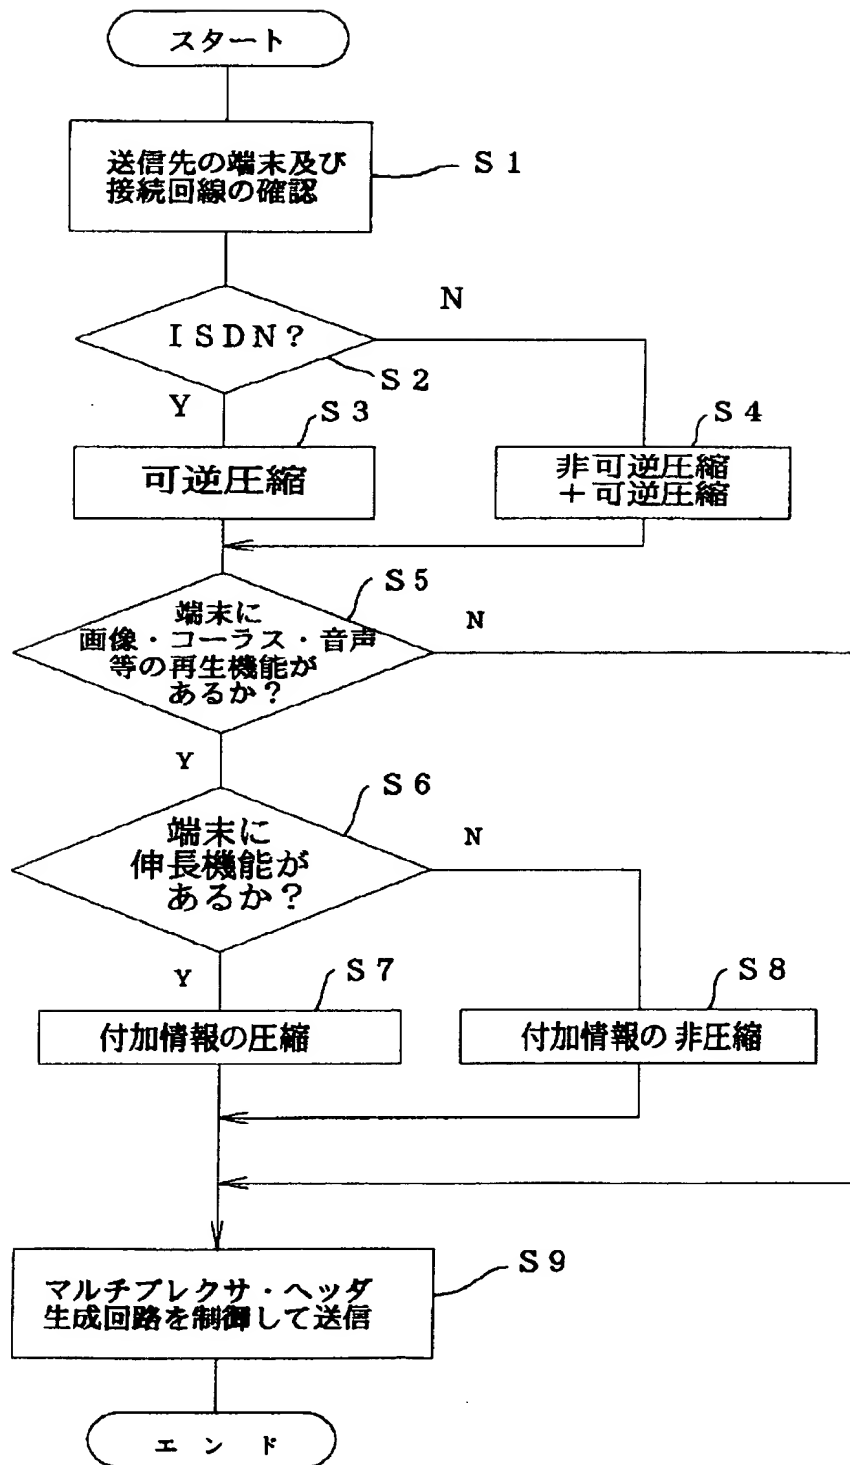 スタート
送信先の端末及び
接続回線の確認
S1
ISDN?
N
S2
Y
S3
S4
可逆圧縮
非可逆圧縮
+可逆圧縮
S5
端末に
画像・コーラス・音声
等の再生機能が
あるか?
N
Y
S6
端末に
伸長機能が
あるか?
N
Y
S7
S8
付加情報の圧縮
付加情報の非圧縮
S9
マルチプレクサ・ヘッダ
生成回路を制御して送信
エンド